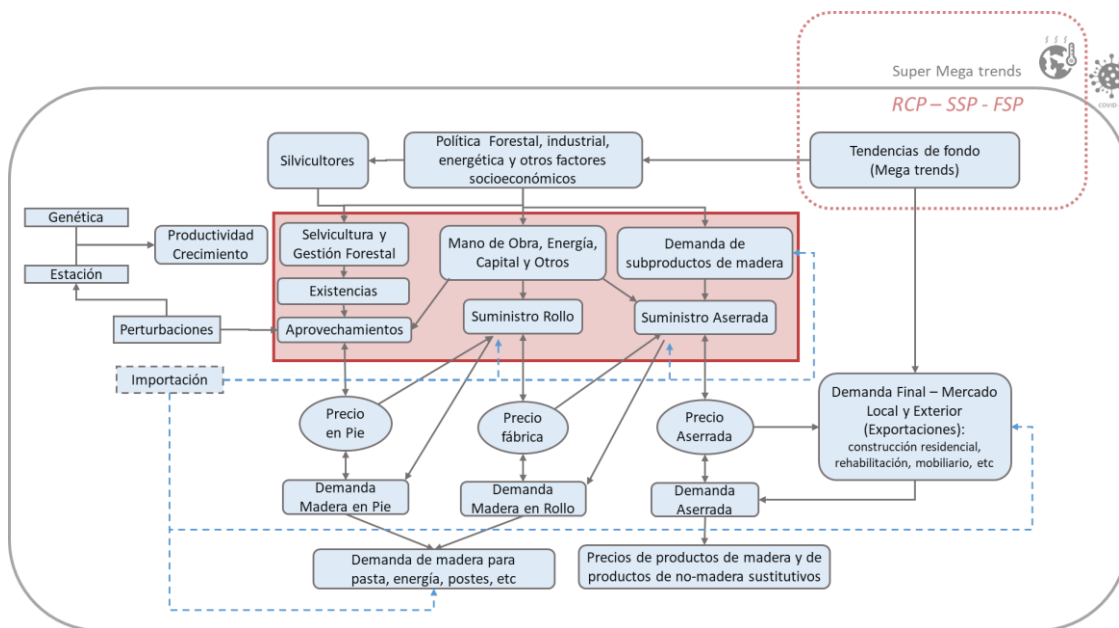 Super Mega trends
COVID-
RCP – SSP - FSP
Silvicultores
Política Forestal, industrial,
energética y otros factores
socioeconómicos
Tendencias de fondo
(Mega trends)
Genética
Productividad
Crecimiento
Estación
Perturbaciones
Selvicultura y
Gestión Forestal
Existencias
Aprovechamientos
Mano de Obra, Energía,
Capital y Otros
Suministro Rollo
Demanda de
subproductos de madera
Suministro Aserrada
Importación
Precio
en Pie
Precio
fábrica
Precio
Aserrada
Demanda Final – Mercado
Local y Exterior
(Exportaciones):
construcción residencial,
rehabilitación, mobiliario, etc
Demanda
Madera en Pie
Demanda
Madera en Rollo
Demanda
Aserrada
Demanda de madera para
pasta, energía, postes, etc
Precios de productos de madera y de
productos de no-madera sustitutivos